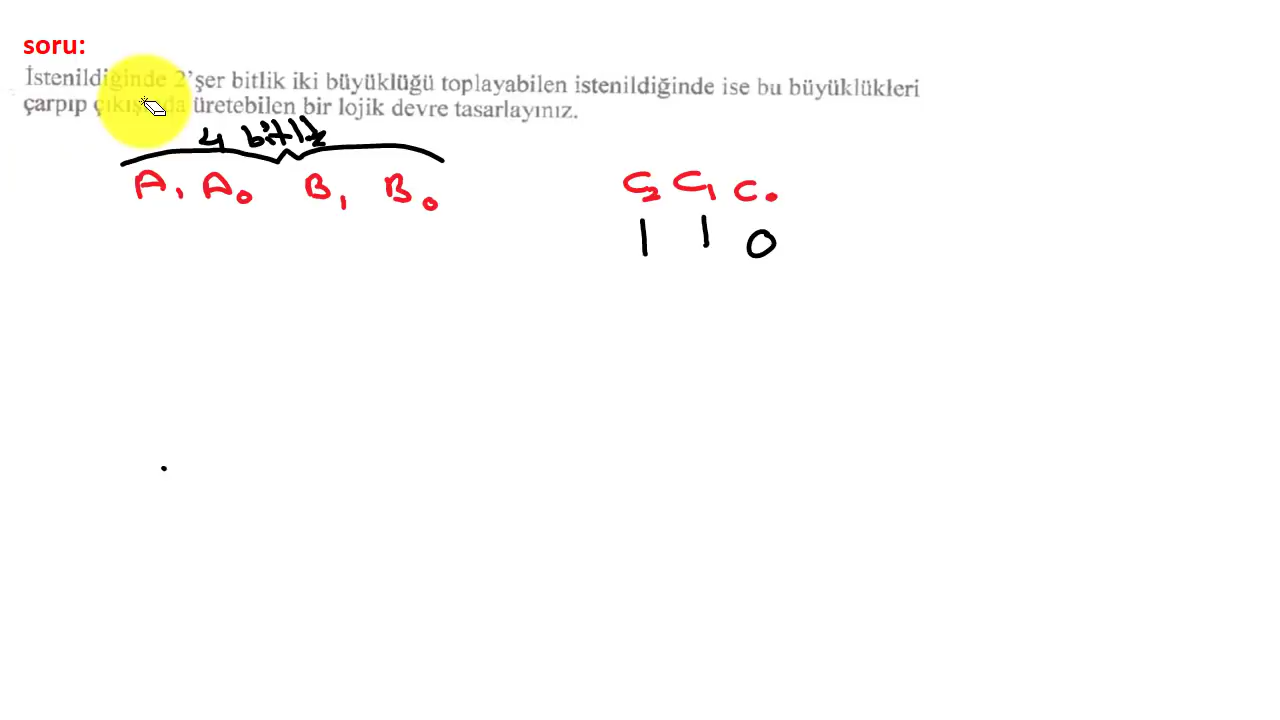 soru:
İstenildiğinde 2'şer bitlik iki büyüklüğü toplayabilen istenildiğinde ise bu büyüklükleri
çarpıp çıkışında üretebilen bir lojik devre tasarlayınız.
4 bitlik
A₁ A₀ B₁ B₀ C₂ C₁ C₀
1 1 0